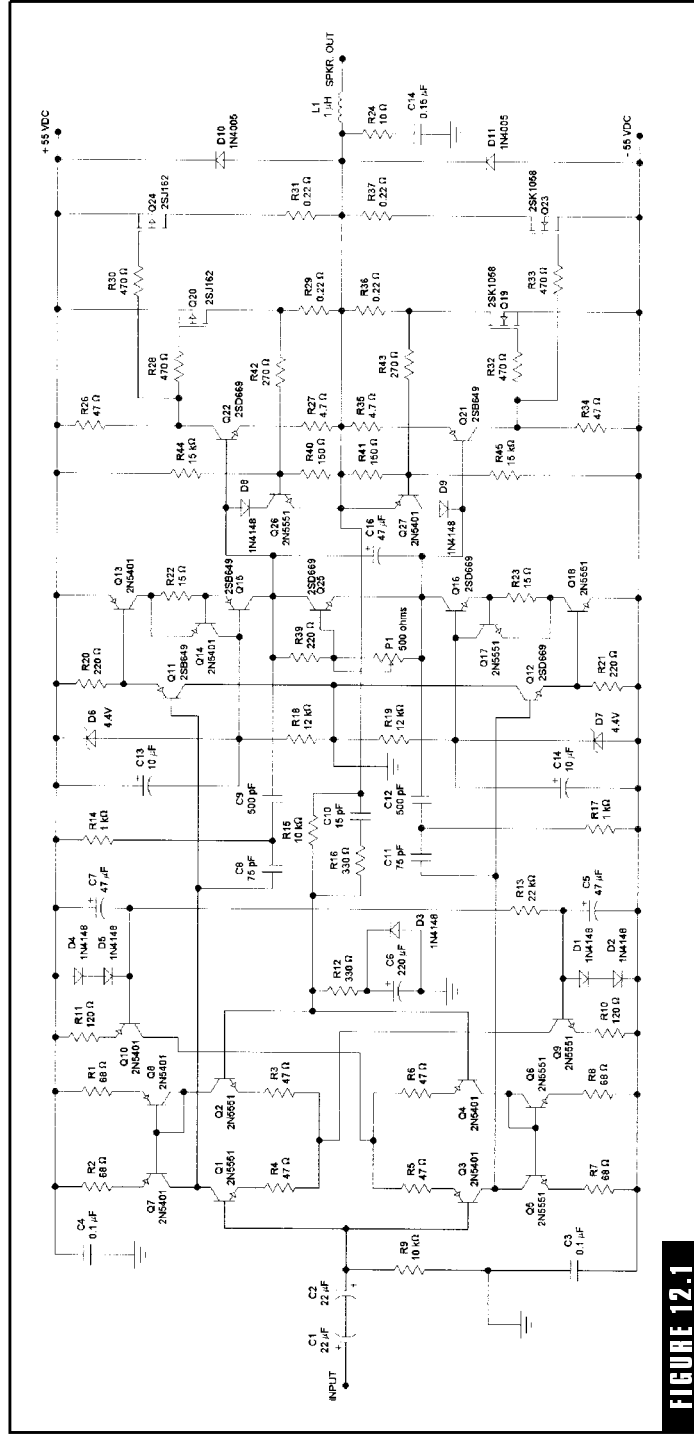 FIGURE 12.1
INPUT
C1
22 µF
C2
22 µF
R9
10 kΩ
C3
0.1 µF
C4
0.1 µF
R2
68 Ω
R1
68 Ω
Q7
2N5401
Q8
2N5401
Q1
2N5551
Q2
2N5551
R4
47 Ω
R3
47 Ω
R5
47 Ω
R6
47 Ω
Q3
2N5401
Q4
2N5401
Q5
2N5551
Q6
2N5551
R7
68 Ω
R8
68 Ω
R11
120 Ω
Q10
2N5401
D4
1N4148
D5
1N4148
C7
47 µF
R12
330 Ω
C6
220 µF
D3
1N4148
Q9
2N5551
R10
120 Ω
D1
1N4148
D2
1N4148
R13
22 kΩ
C5
47 µF
R14
1 kΩ
C8
75 pF
C9
500 pF
R15
10 kΩ
R16
330 Ω
C10
15 pF
C11
75 pF
C12
500 pF
R17
1 kΩ
C13
10 µF
D6
4.4V
R18
12 kΩ
R19
12 kΩ
C14
10 µF
D7
4.4V
R20
220 Ω
Q11
2SB649
Q12
2SD669
R21
220 Ω
Q13
2N5401
R22
15 Ω
Q14
2N5401
2SB649
Q15
R39
220 Ω
2SD669
Q25
P1
500 ohms
Q16
2SD669
Q17
2N5551
R23
15 Ω
Q18
2N5551
C16
47 µF
D8
1N4148
Q26
2N5551
Q27
2N5401
D9
1N4148
R44
15 kΩ
R40
150 Ω
R41
150 Ω
R45
15 kΩ
R26
47 Ω
Q22
2SD669
R27
4.7 Ω
R35
4.7 Ω
Q21
2SB649
R34
47 Ω
R28
470 Ω
R42
270 Ω
R43
270 Ω
R32
470 Ω
R30
470 Ω
Q20
2SJ162
R29
0.22 Ω
R36
0.22 Ω
2SK1058
Q19
R33
470 Ω
Q24
2SJ162
R31
0.22 Ω
R37
0.22 Ω
2SK1058
Q23
+ 55 VDC
D10
1N4005
L1
1 µH
SPKR. OUT
R24
10 Ω
C14
0.15 µF
D11
1N4005
- 55 VDC